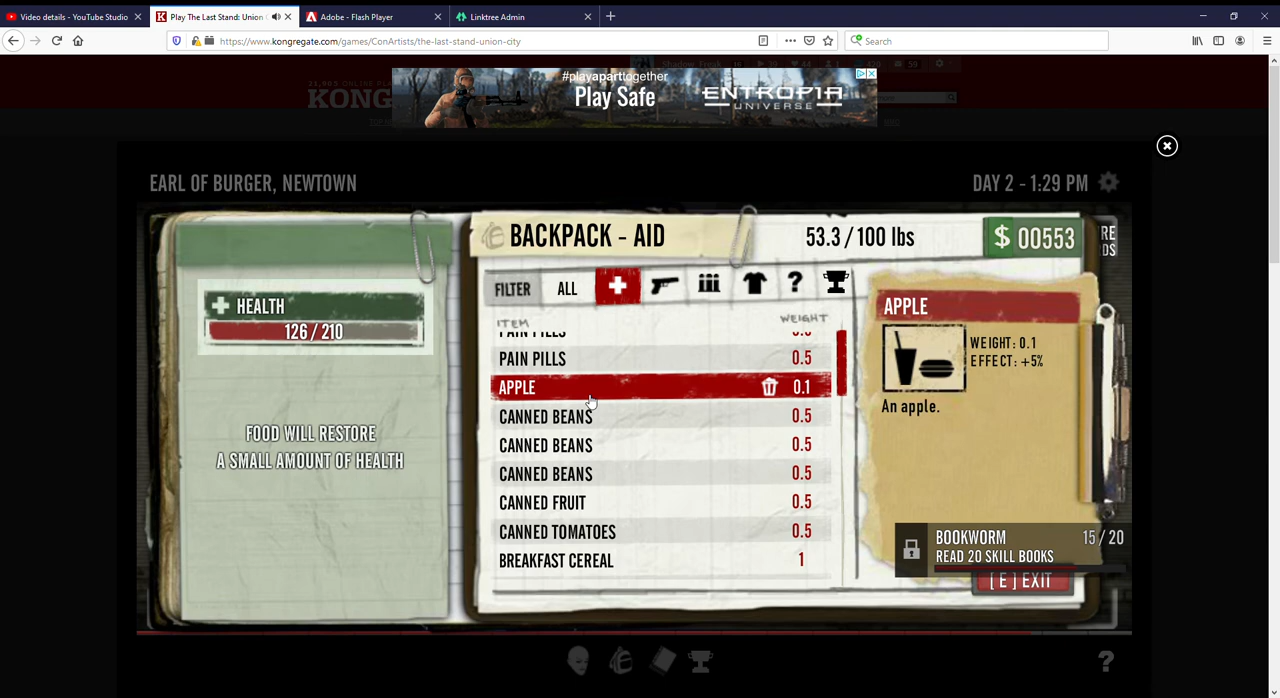 Video details - YouTube Studio
Play The Last Stand: Union
Adobe - Flash Player
Linktree Admin
https://www.kongregate.com/games/ConArtists/the-last-stand-union-city
Search
#playaparttogether
Play Safe
ENTROPIA
UNIVERSE
KONG
EARL OF BURGER, NEWTOWN
DAY 2 - 1:29 PM
BACKPACK - AID
53.3 / 100 lbs
$ 00553
FILTER
ALL
?
HEALTH
126 / 210
FOOD WILL RESTORE
A SMALL AMOUNT OF HEALTH
ITEM
WEIGHT
PAIN PILLS
PAIN PILLS 0.5
APPLE 0.1
CANNED BEANS 0.5
CANNED BEANS 0.5
CANNED BEANS 0.5
CANNED FRUIT 0.5
CANNED TOMATOES 0.5
BREAKFAST CEREAL 1
APPLE
WEIGHT: 0.1
EFFECT: +5%
An apple.
BOOKWORM 15 / 20
READ 20 SKILL BOOKS
[ E ] EXIT
?